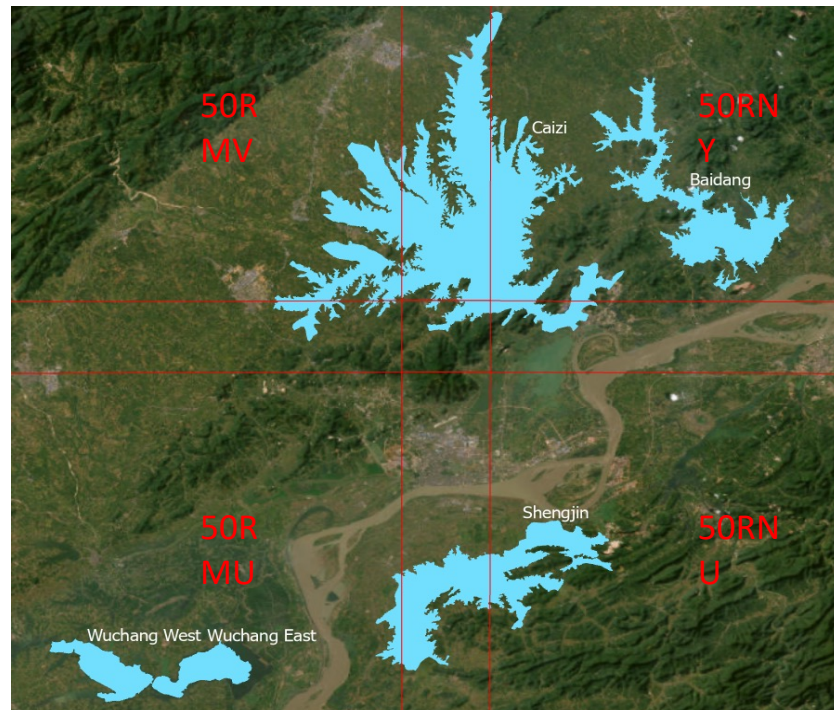 50R
MV
Caizi
50RN
Y
Baidang
50R
MU
Shengjin
50RN
U
Wuchang West Wuchang East